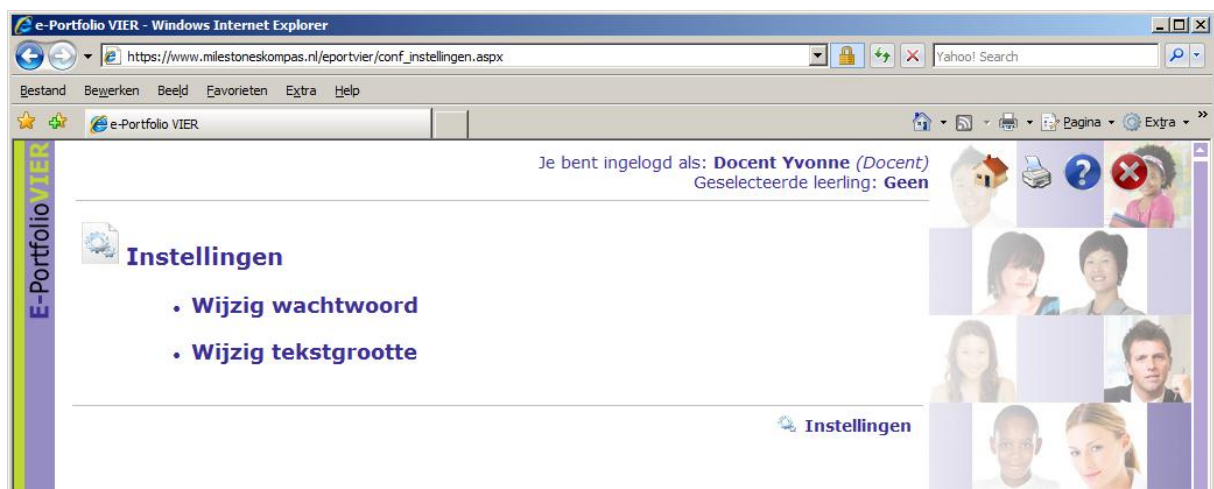 e-Portfolio VIER - Windows Internet Explorer
https://www.milestoneskompas.nl/eportvier/conf_instellingen.aspx
Yahoo! Search
Bestand Bewerken Beeld Favorieten Extra Help
e-Portfolio VIER
Pagina Extra »
E-Portfolio VIER
Je bent ingelogd als: Docent Yvonne (Docent)
Geselecteerde leerling: Geen
Instellingen
• Wijzig wachtwoord
• Wijzig tekstgrootte
Instellingen